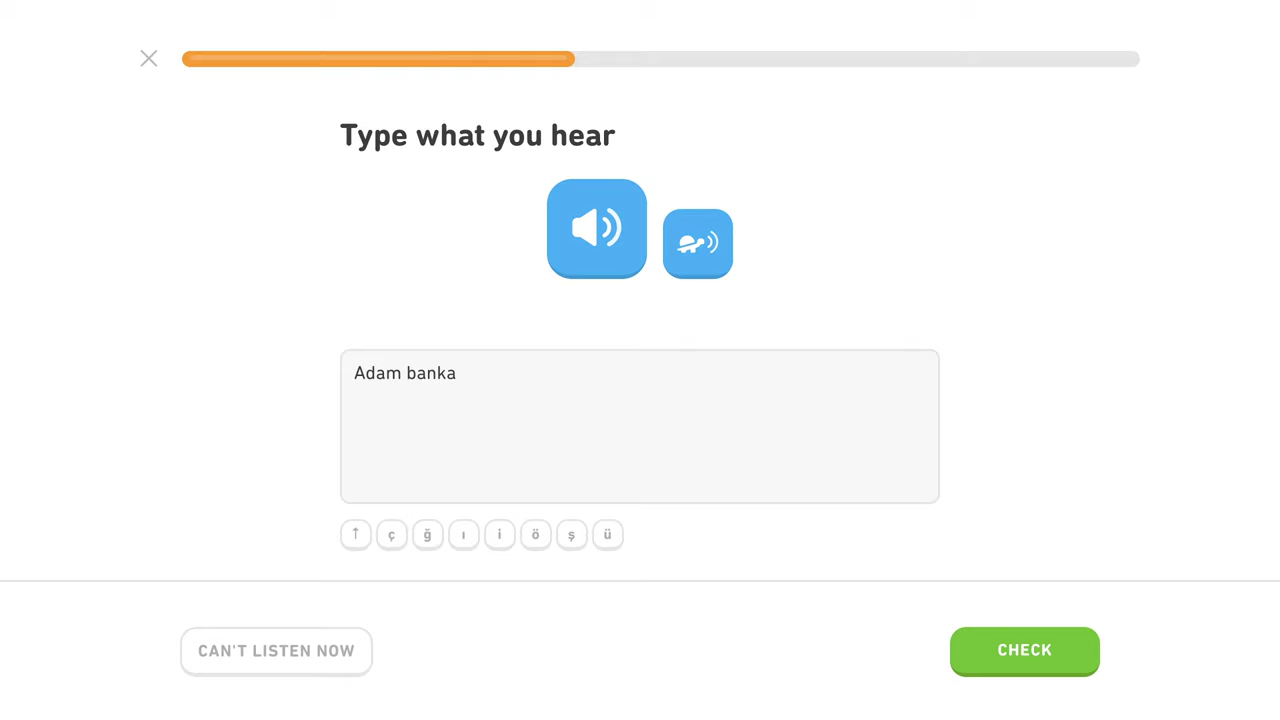 Type what you hear
Adam banka
↑ ç ğ ı i ö ş ü
CAN'T LISTEN NOW
CHECK